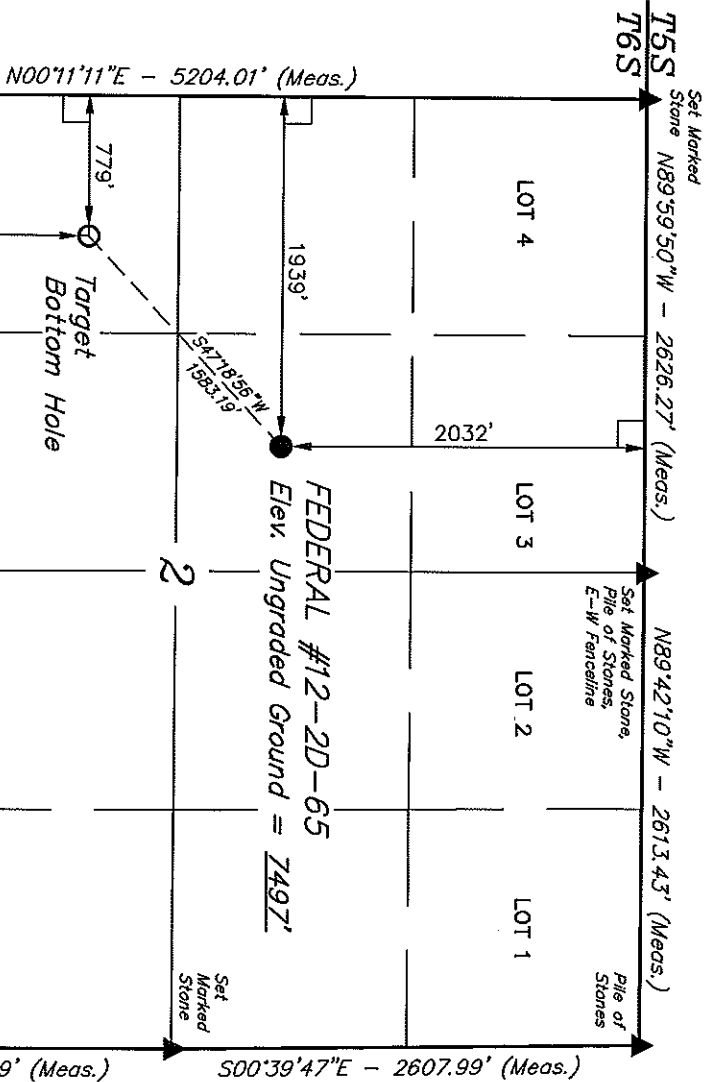 T5S
T6S
Set Marked
Stone
N89°59'50"W - 2626.27' (Meas.)
N89°42'10"W - 2613.43' (Meas.)
Set Marked Stone,
Pile of Stones,
E-W Fenceline
Pile of
Stones
N00°11'11"E - 5204.01' (Meas.)
LOT 4
LOT 3
LOT 2
LOT 1
2032'
1939'
779'
S47°18'56"W
1583.19'
Target
Bottom Hole
FEDERAL #12-2D-65
Elev. Ungraded Ground = 7497'
2
Set
Marked
Stone
S00°39'47"E - 2607.99' (Meas.)
9' (Meas.)